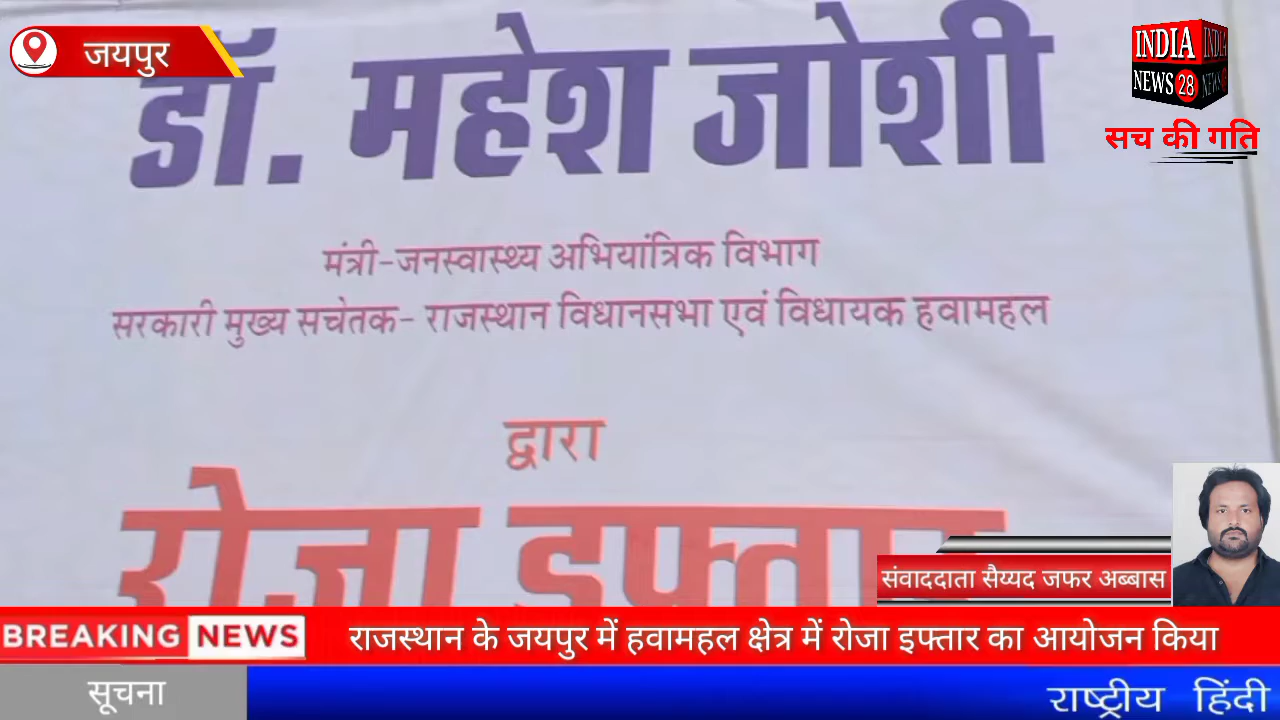 जयपुर
डॉ. महेश जोशी
INDIA
NEWS 28
सच की गति
मंत्री-जनस्वास्थ्य अभियांत्रिक विभाग
सरकारी मुख्य सचेतक- राजस्थान विधानसभा एवं विधायक हवामहल
द्वारा
रोजा इफ्तार
संवाददाता सैय्यद जफर अब्बास
BREAKING NEWS राजस्थान के जयपुर में हवामहल क्षेत्र में रोजा इफ्तार का आयोजन किया
सूचना राष्ट्रीय हिंदी